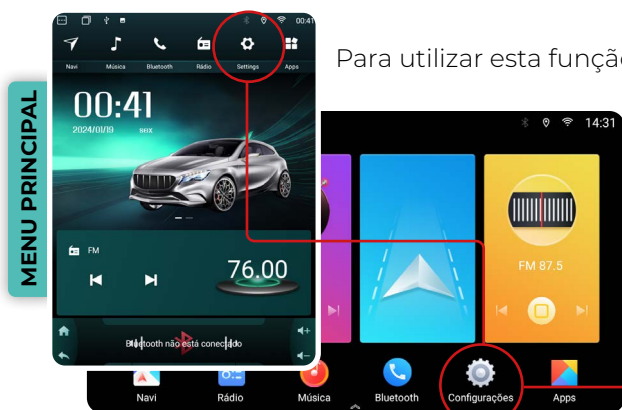 00:41
Navi Música Bluetooth Rádio Settings Apps
Para utilizar esta função
MENU PRINCIPAL
00:41
2024/01/19 sex
14:31
FM
76.00
FM 87.5
Bluetooth não está conectado
Navi Rádio Música Bluetooth Configurações Apps